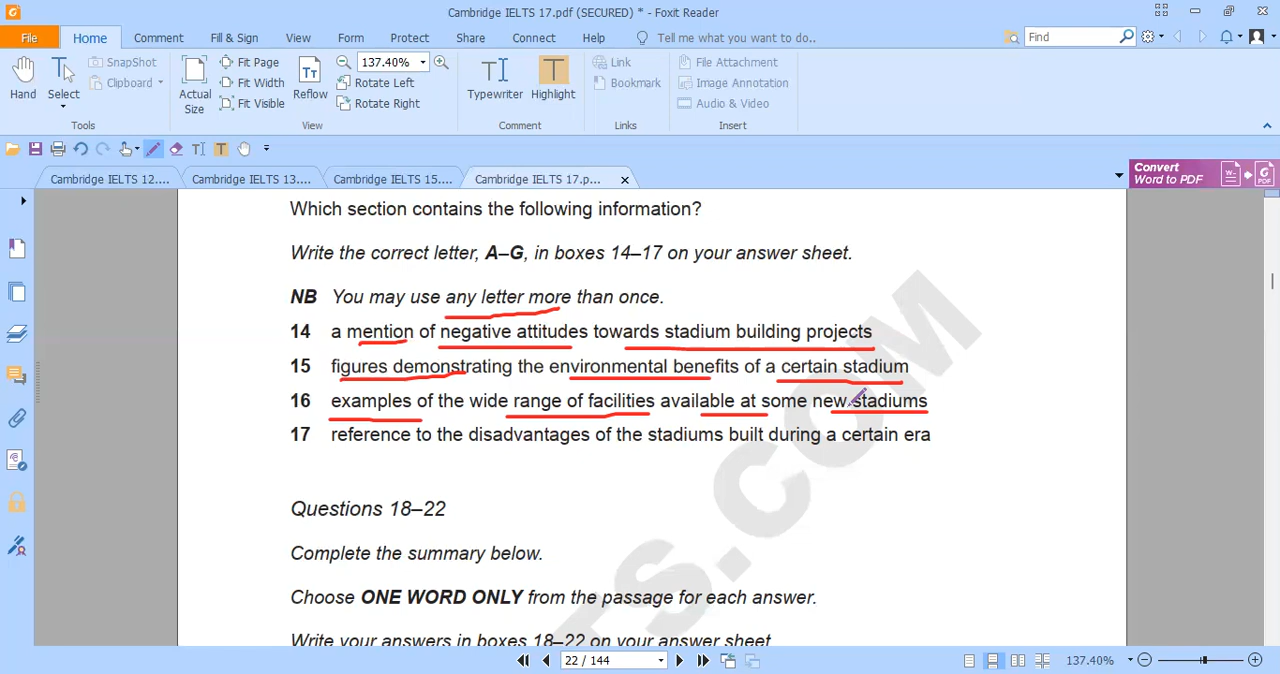 Cambridge IELTS 17.pdf (SECURED) * - Foxit Reader
File Home Comment Fill & Sign View Form Protect Share Connect Help Tell me what you want to do.. Find
Hand
Select
SnapShot
Clipboard
Tools
Actual Size
Fit Page
Fit Width
Fit Visible
Reflow
137.40%
Rotate Left
Rotate Right
View
Typewriter
Highlight
Comment
Link
Bookmark
Links
File Attachment
Image Annotation
Audio & Video
Insert
Cambridge IELTS 12.... Cambridge IELTS 13.... Cambridge IELTS 15.... Cambridge IELTS 17.p...
Convert
Word to PDF
Which section contains the following information?
Write the correct letter, A–G, in boxes 14–17 on your answer sheet.
NB You may use any letter more than once.
14 a mention of negative attitudes towards stadium building projects
15 figures demonstrating the environmental benefits of a certain stadium
16 examples of the wide range of facilities available at some new stadiums
17 reference to the disadvantages of the stadiums built during a certain era
Questions 18–22
Complete the summary below.
Choose ONE WORD ONLY from the passage for each answer.
Write your answers in boxes 18–22 on your answer sheet
TS.COM
22 / 144
137.40%